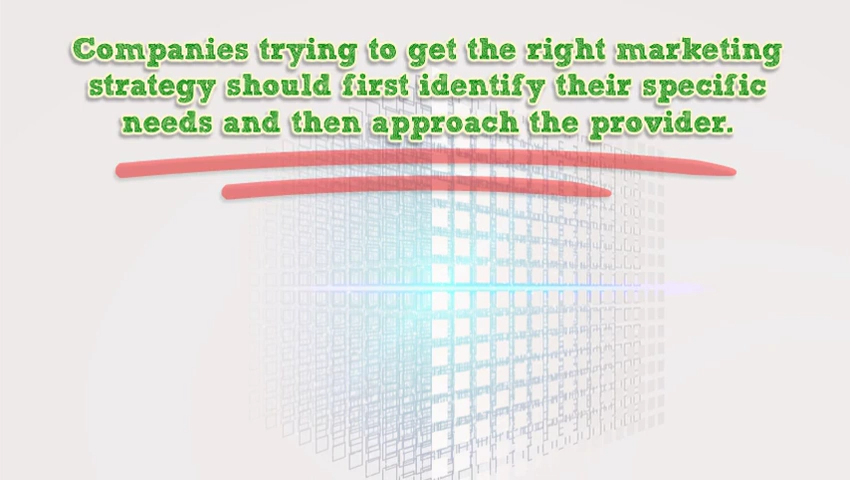 Companies trying to get the right marketing
strategy should first identify their specific
needs and then approach the provider.